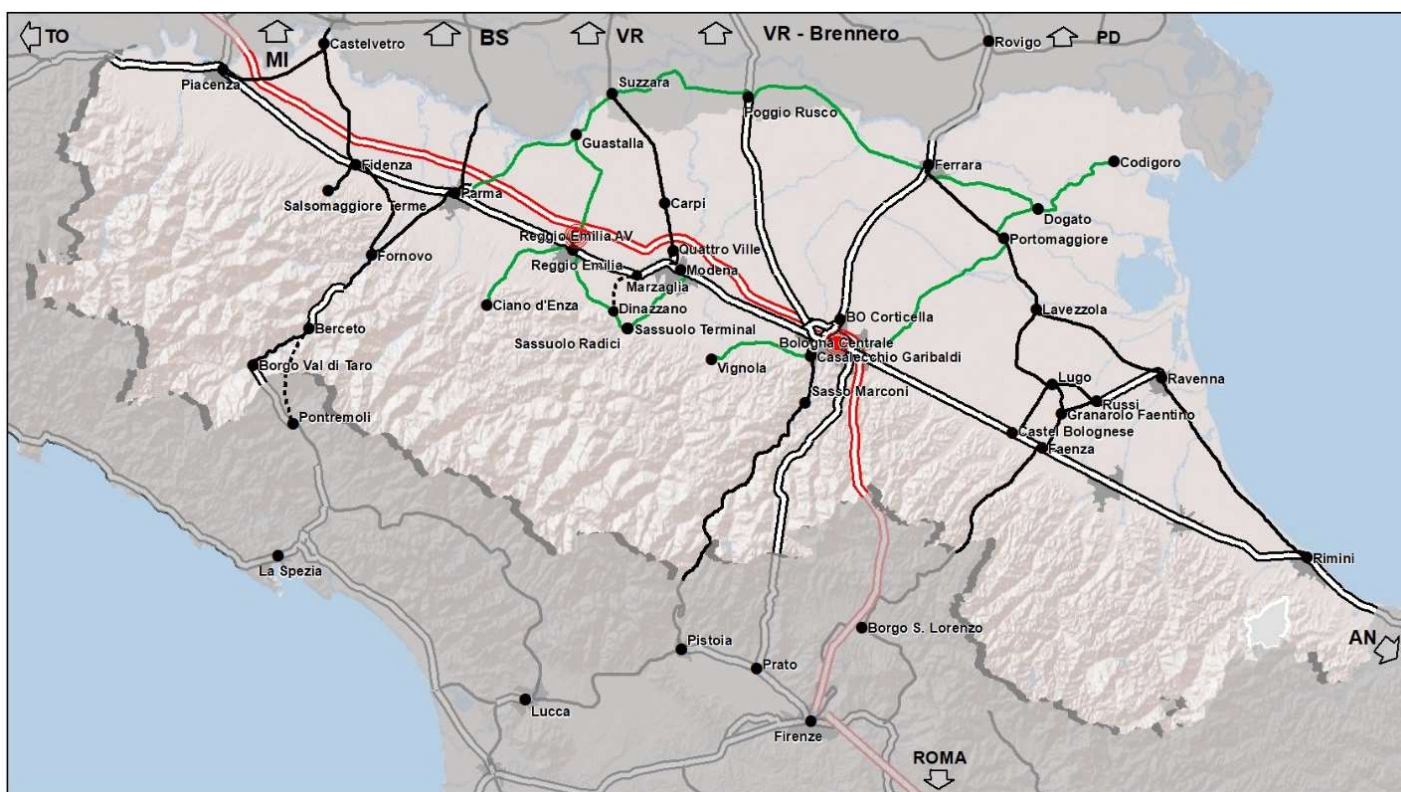 TO
MI
BS
VR
VR - Brennero
PD
Castelvetro
Rovigo
Piacenza
Suzzara
Poggio Rusco
Guastalla
Fidenza
Ferrara
Codigoro
Salsomaggiore Terme
Parma
Carpi
Dogato
Reggio Emilia AV
Portomaggiore
Fornovo
Quattro Ville
Reggio Emilia
Modena
Marzaglia
Ciano d'Enza
Dinazzano
Lavezzola
BO Corticella
Berceto
Sassuolo Terminal
Sassuolo Radici
Bologna Centrale
Casalecchio Garibaldi
Borgo Val di Taro
Vignola
Lugo
Ravenna
Sasso Marconi
Russi
Granarolo Faentino
Pontremoli
Castel Bolognese
Faenza
La Spezia
Rimini
Borgo S. Lorenzo
AN
Pistoia
Prato
Lucca
Firenze
ROMA